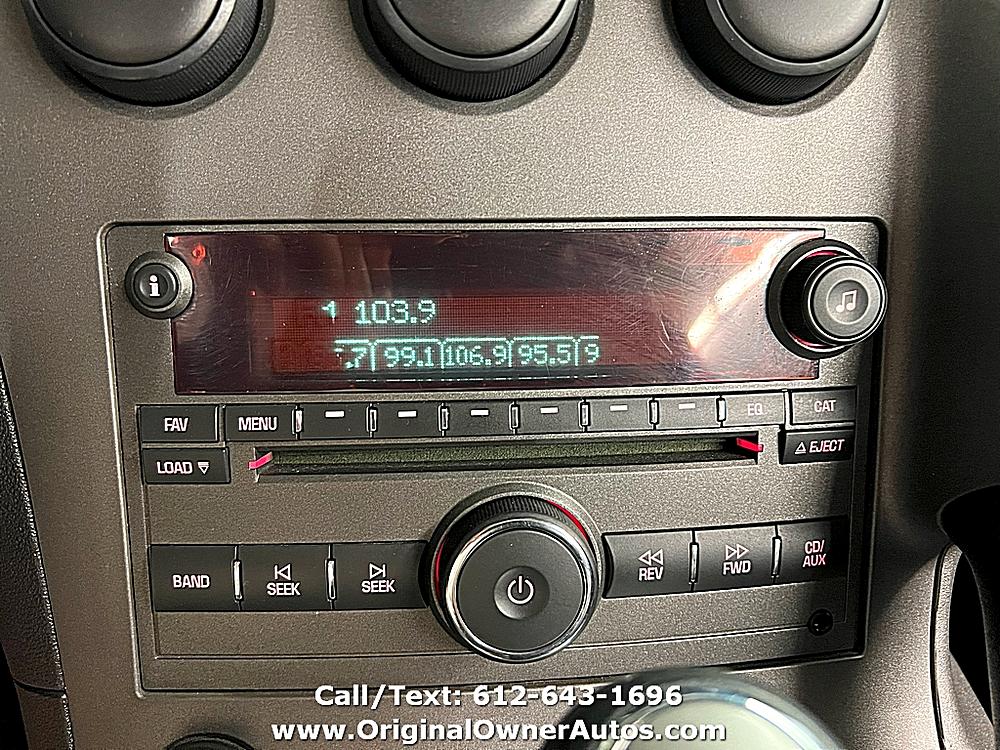 i
103.9
.7 99.1 106.9 95.5 9
FAV MENU EQ CAT
LOAD EJECT
BAND SEEK SEEK REV FWD CD/AUX
Call/Text: 612-643-1696
www.OriginalOwnerAutos.com